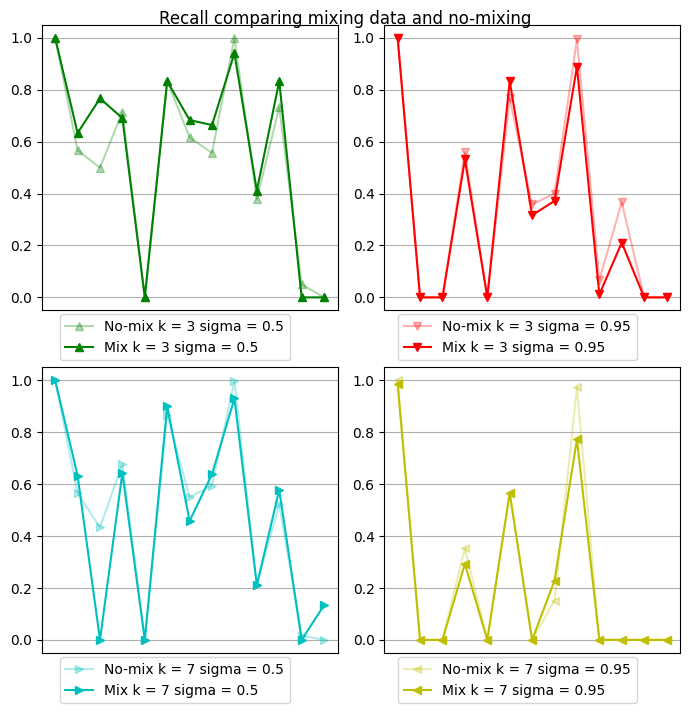 Recall comparing mixing data and no-mixing
1.0
0.8
0.6
0.4
0.2
0.0
No-mix k = 3 sigma = 0.5
Mix k = 3 sigma = 0.5
1.0
0.8
0.6
0.4
0.2
0.0
No-mix k = 3 sigma = 0.95
Mix k = 3 sigma = 0.95
1.0
0.8
0.6
0.4
0.2
0.0
No-mix k = 7 sigma = 0.5
Mix k = 7 sigma = 0.5
1.0
0.8
0.6
0.4
0.2
0.0
No-mix k = 7 sigma = 0.95
Mix k = 7 sigma = 0.95